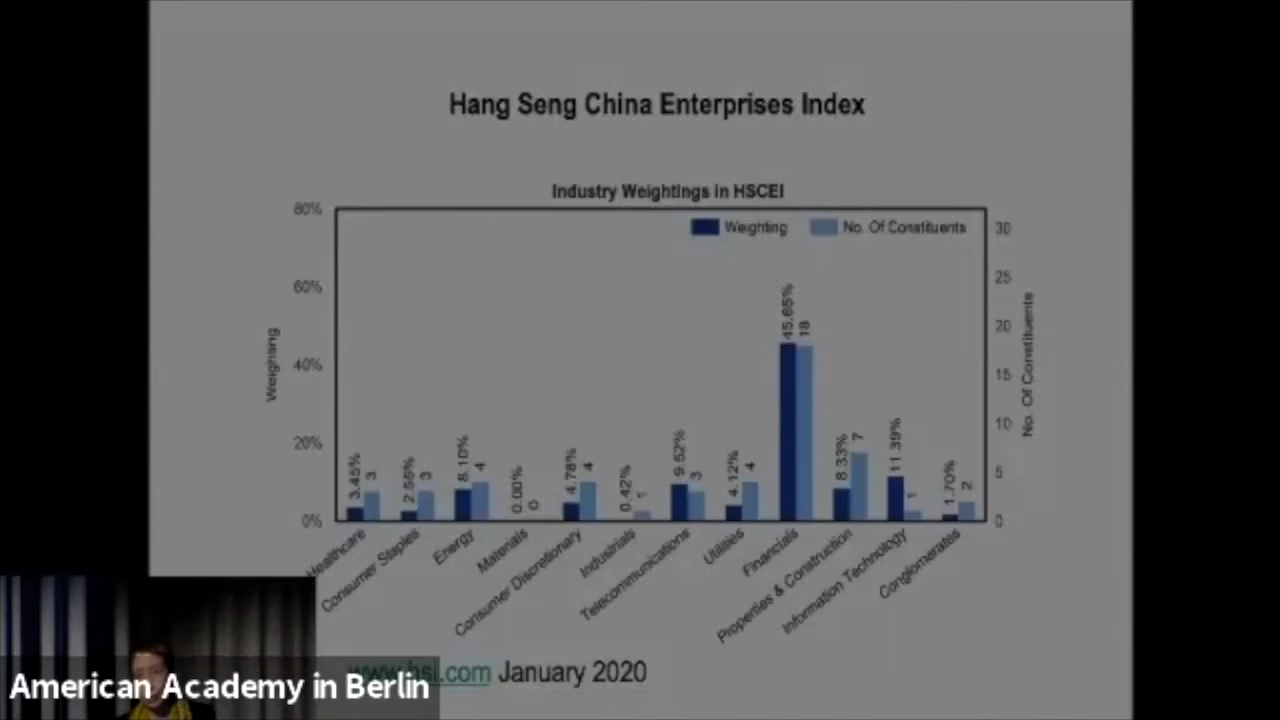 Hang Seng China Enterprises Index
Industry Weightings in HSCEI
Weighting
No. Of Constituents
80%
60%
40%
20%
0%
Weighting
30
25
20
15
10
5
0
No. Of Constituents
3.45%
3
2.56%
3
8.10%
4
0.00%
0
4.78%
4
0.42%
1
9.52%
3
4.12%
4
45.65%
18
8.33%
7
11.39%
1
1.70%
2
Healthcare
Consumer Staples
Energy
Materials
Consumer Discretionary
Industrials
Telecommunications
Utilities
Financials
Properties & Construction
Information Technology
Conglomerates
www.hsi.com January 2020
American Academy in Berlin